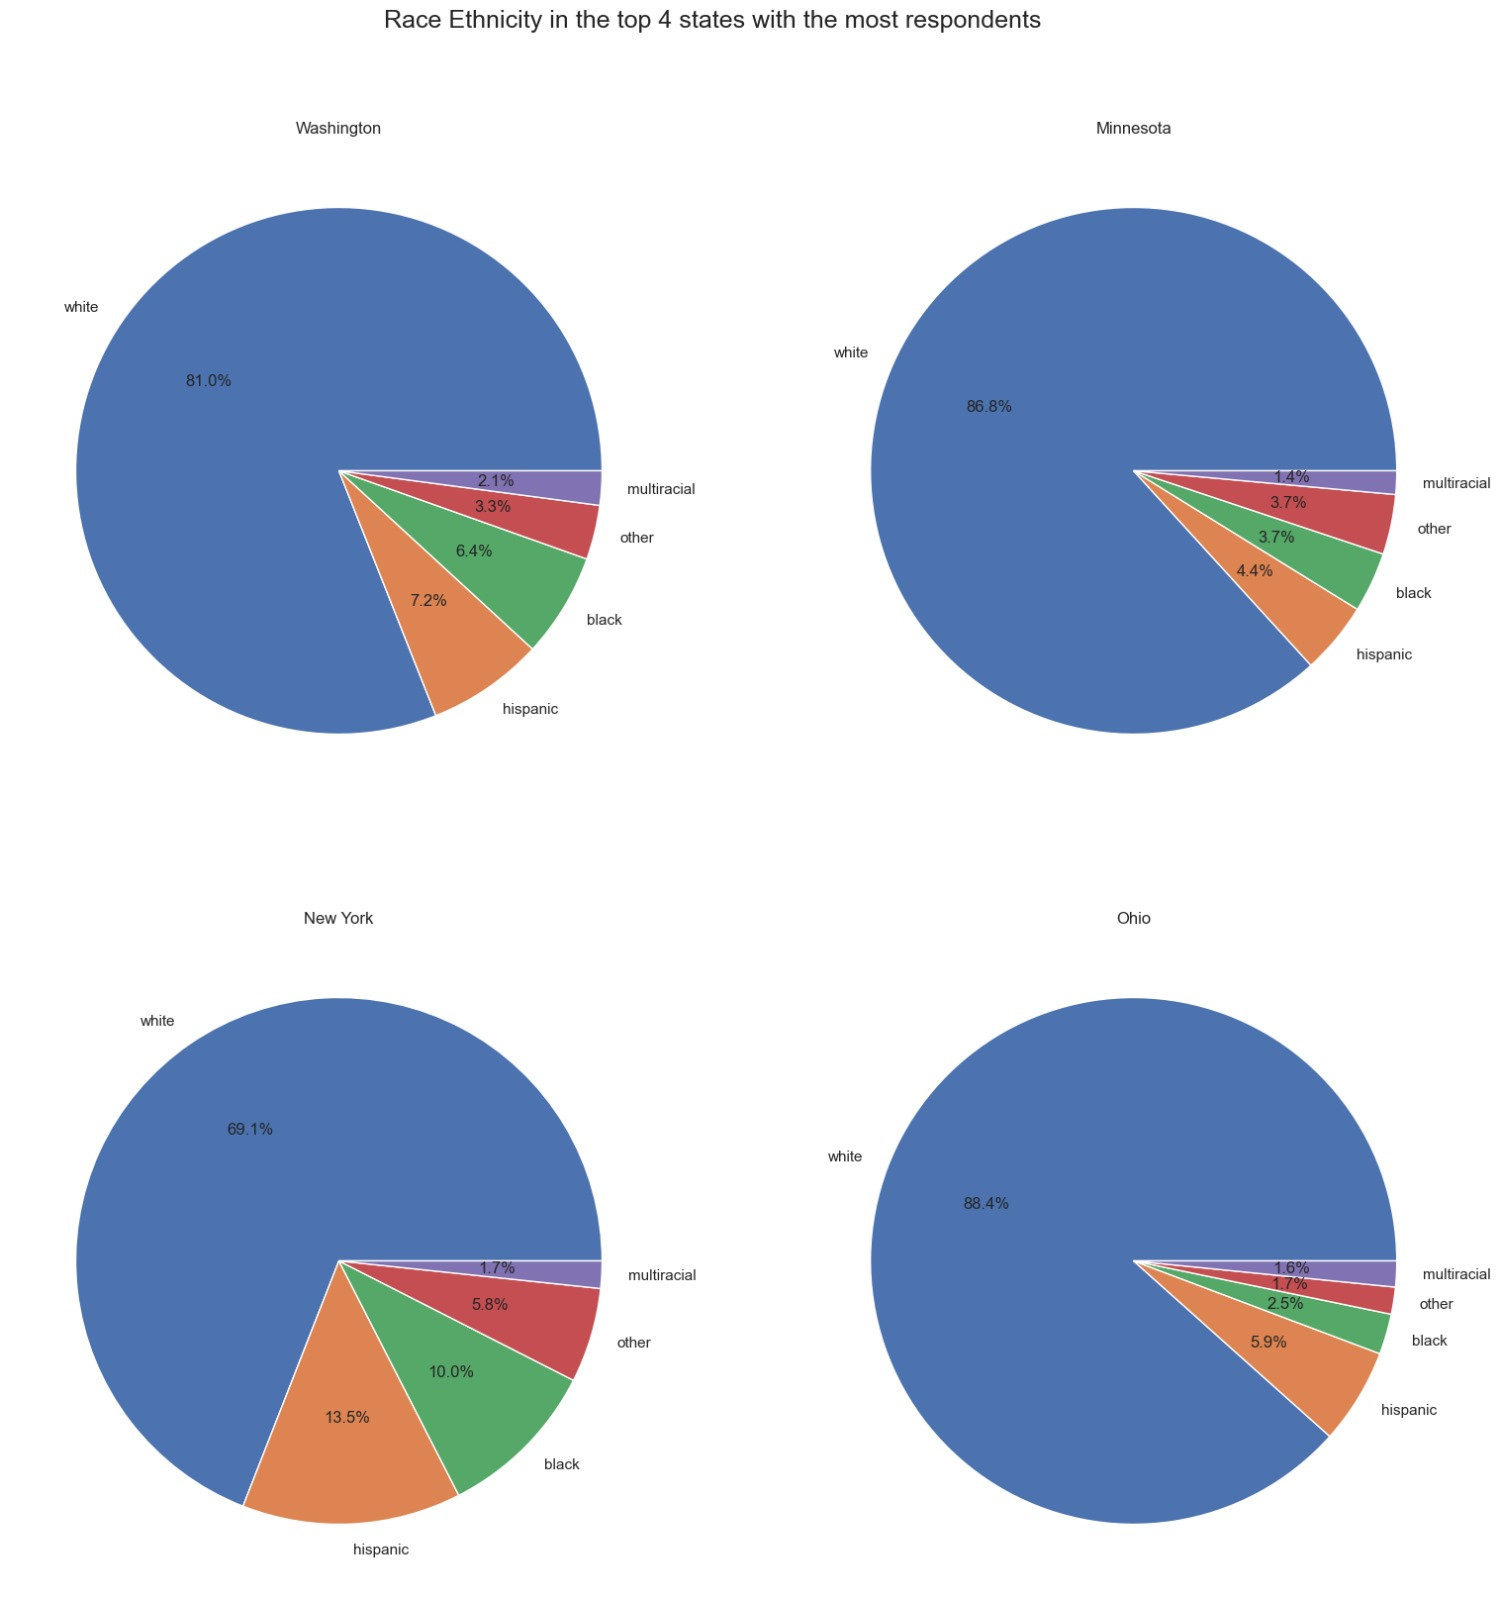 Race Ethnicity in the top 4 states with the most respondents
Washington
white
81.0%
2.1%
multiracial
3.3%
other
6.4%
black
7.2%
hispanic
Minnesota
white
86.8%
1.4%
multiracial
3.7%
other
3.7%
black
4.4%
hispanic
New York
white
69.1%
1.7%
multiracial
5.8%
other
10.0%
black
13.5%
hispanic
Ohio
white
88.4%
1.6%
multiracial
1.7%
other
2.5%
black
5.9%
hispanic